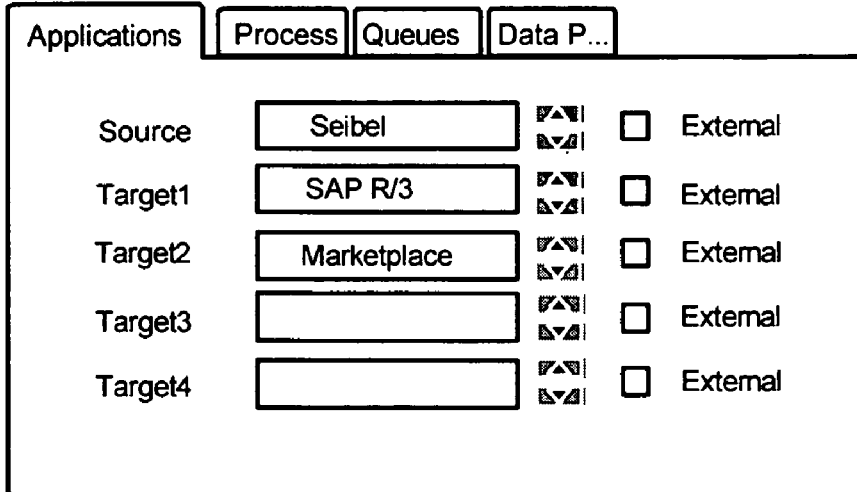 Applications Process Queues Data P...
Source Seibel External
Target1 SAP R/3 External
Target2 Marketplace External
Target3 External
Target4 External